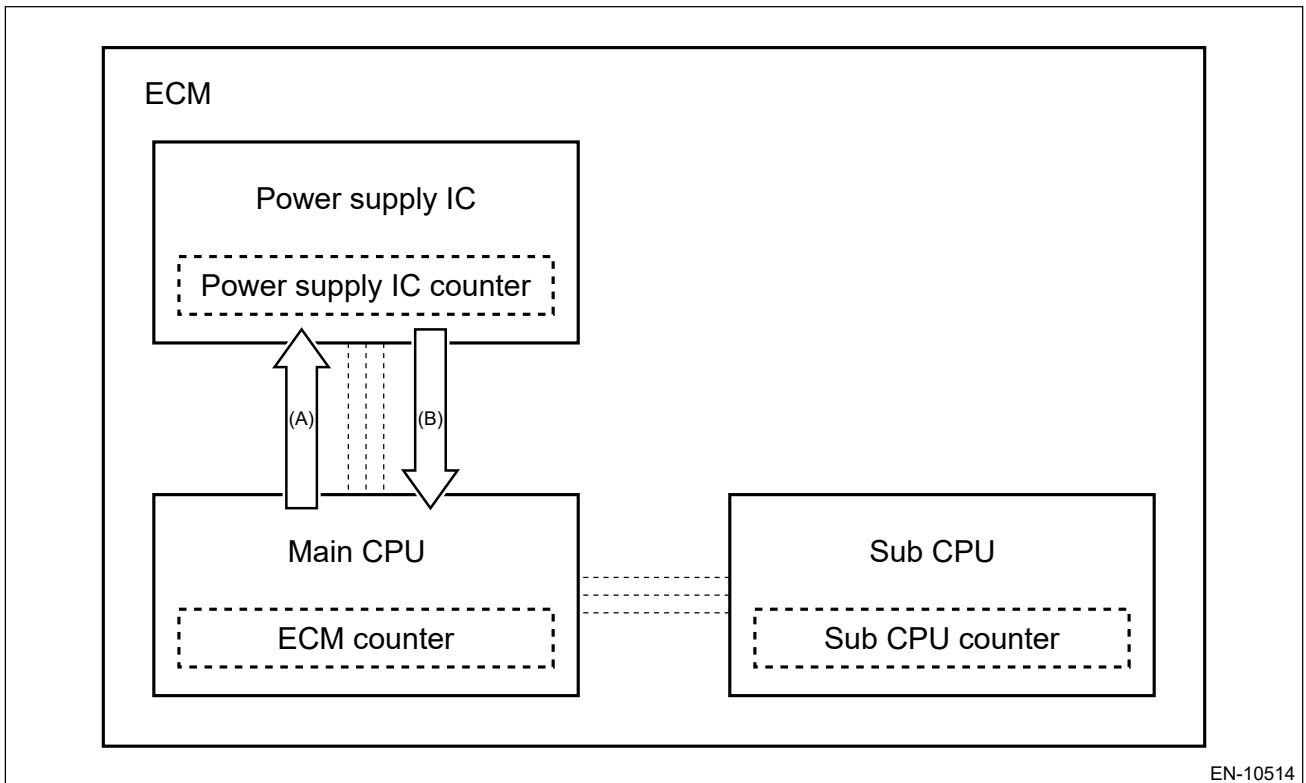 ECM
Power supply IC
Power supply IC counter
(A)
(B)
Main CPU
ECM counter
Sub CPU
Sub CPU counter
EN-10514